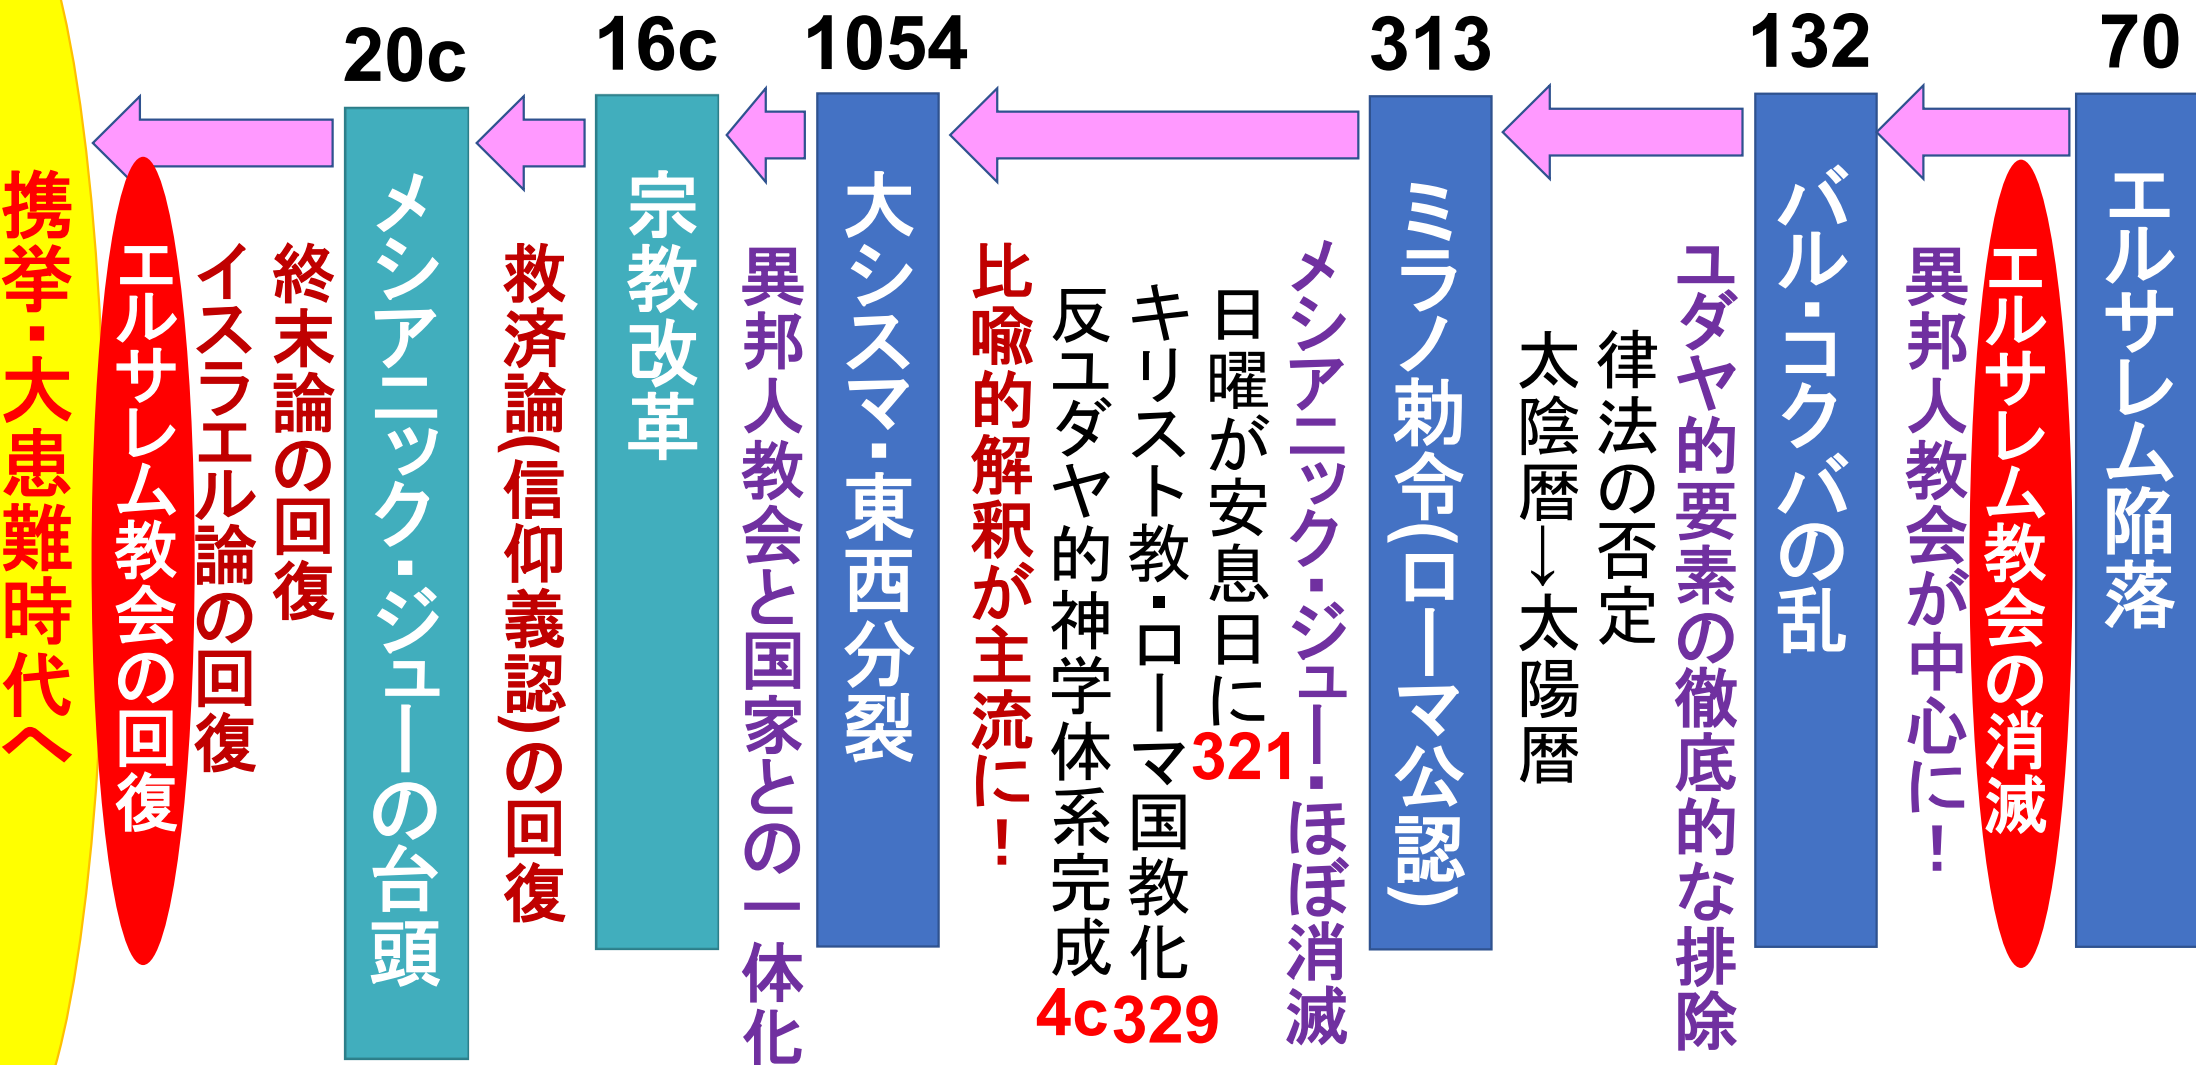 70
エルサレム陥落
エルサレム教会の消滅
異邦人教会が中心に！
132
バル・コクバの乱
ユダヤ的要素の徹底的な排除
律法の否定
太陰暦→太陽暦
313
ミラノ勅令(ローマ公認)
メシアニック・ジュー・ほぼ消滅
日曜が安息日に
321
キリスト教・ローマ国教化
329
反ユダヤ的神学体系完成
4c
比喩的解釈が主流に！
1054
大シスマ・東西分裂
異邦人教会と国家との一体化
16c
宗教改革
救済論(信仰義認)の回復
20c
メシアニック・ジューの台頭
終末論の回復
イスラエル論の回復
エルサレム教会の回復
携挙・大患難時代へ